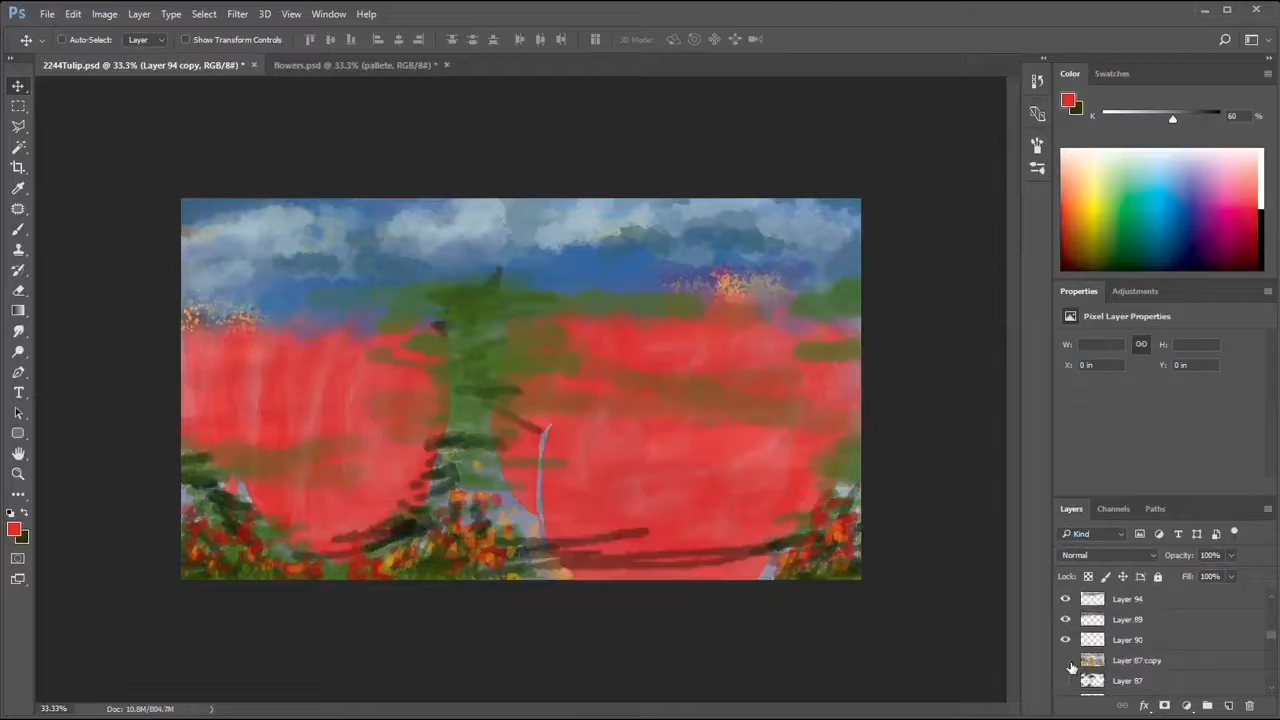 Ps File Edit Image Layer Type Select Filter 3D View Window Help
Auto-Select: Layer Show Transform Controls 3D Mode:
2244Tulip.psd @ 33.3% (Layer 94 copy, RGB/8#) * × flowers.psd @ 33.3% (pallete, RGB/8#) * ×
Color Swatches
K 60 %
Properties Adjustments
Pixel Layer Properties
W: H:
X: 0 in Y: 0 in
Layers Channels Paths
Kind
Normal Opacity: 100%
Lock: Fill: 100%
Layer 94
Layer 89
Layer 90
Layer 87 copy
Layer 87
33.33% Doc: 10.8M/804.7M